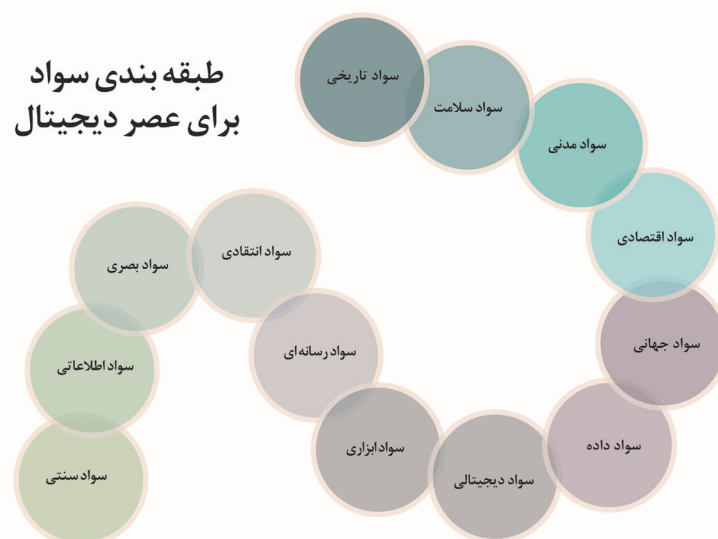 طبقه بندی سواد
برای عصر دیجیتال
سواد تاریخی
سواد سلامت
سواد مدنی
سواد اقتصادی
سواد جهانی
سواد داده
سواد دیجیتالی
سواد ابزاری
سواد رسانه‌ای
سواد انتقادی
سواد بصری
سواد اطلاعاتی
سواد سنتی